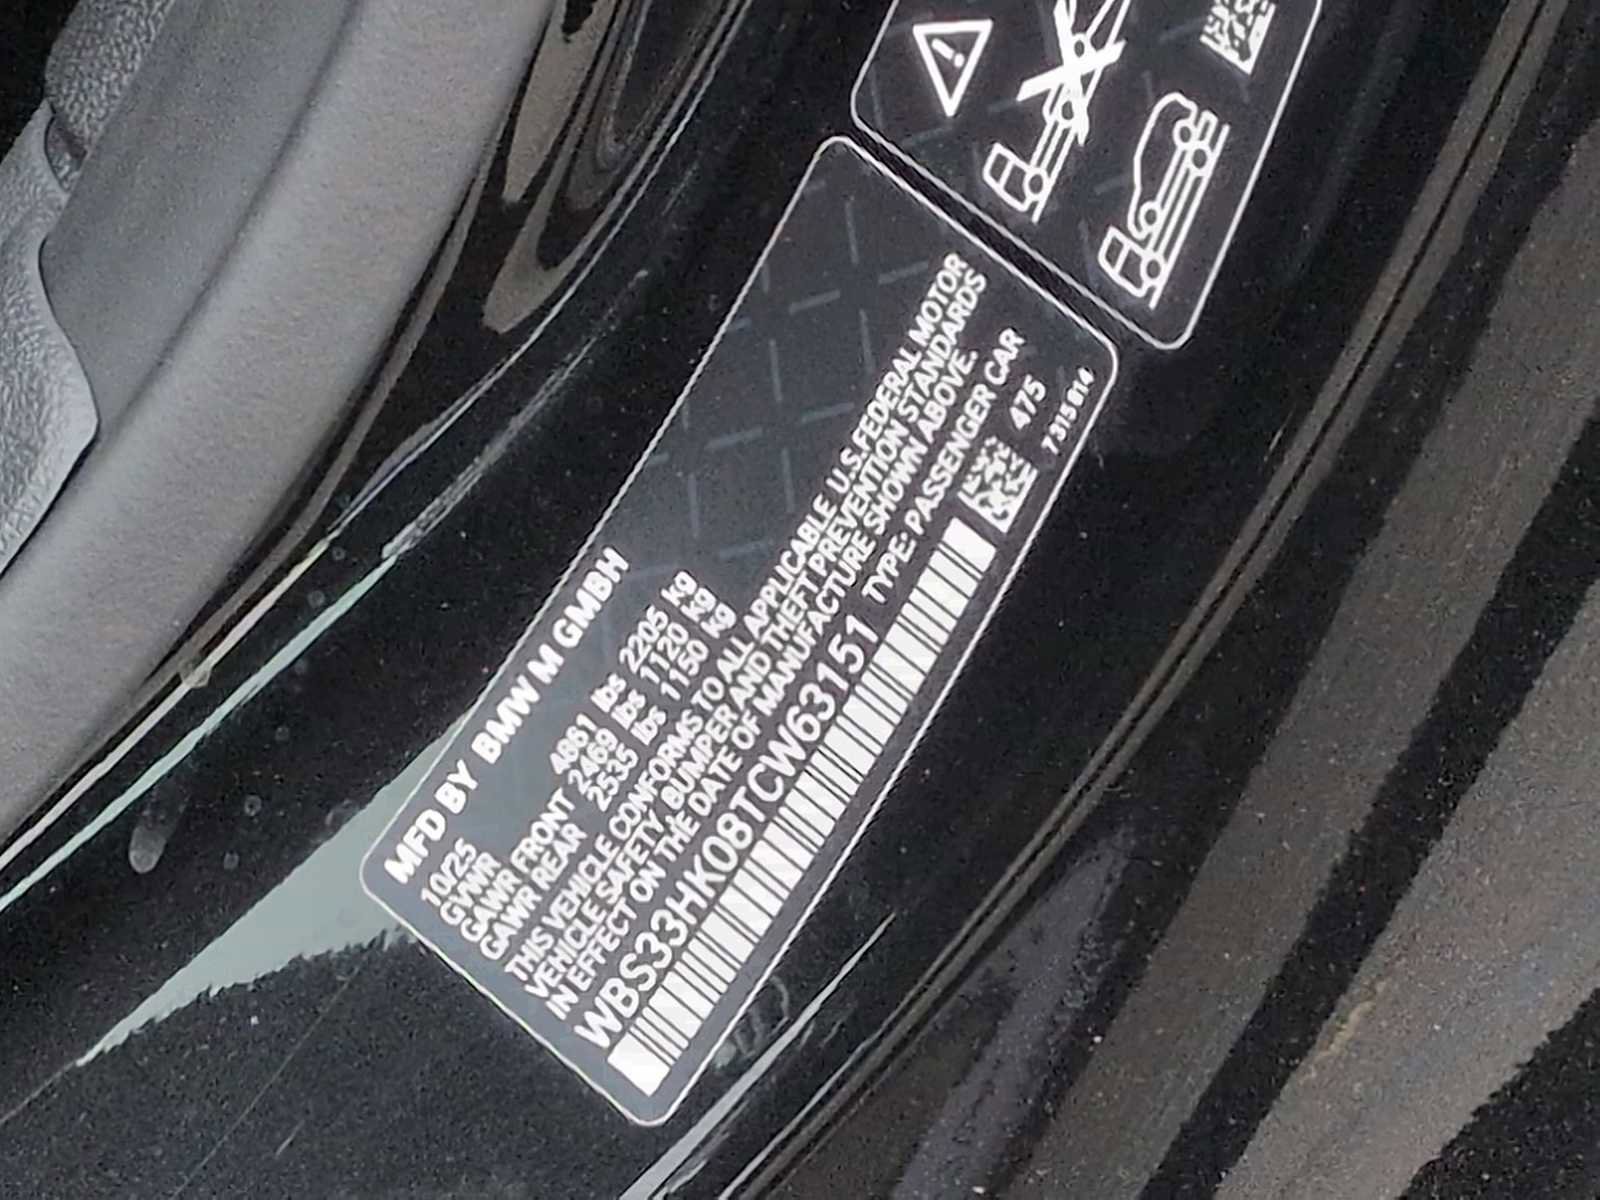 MFD BY BMW M GMBH
10/25
GVWR 4861 lbs 2205 kg
GAWR FRONT 2469 lbs 1120 kg
GAWR REAR 2535 lbs 1150 kg
THIS VEHICLE CONFORMS TO ALL APPLICABLE U.S.FEDERAL MOTOR
VEHICLE SAFETY, BUMPER AND THEFT PREVENTION STANDARDS
IN EFFECT ON THE DATE OF MANUFACTURE SHOWN ABOVE.
WBS33HK08TCW63151 TYPE: PASSENGER CAR
475
7315814